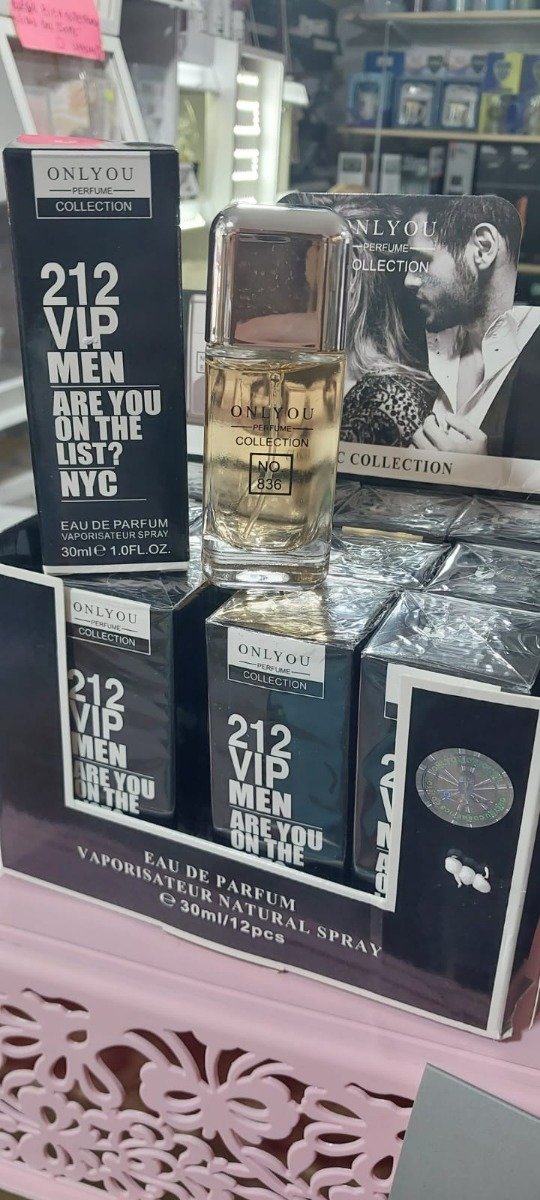 ONLYOU
PERFUME
COLLECTION
212
VIP
MEN
ARE YOU
ON THE
LIST?
NYC
EAU DE PARFUM
VAPORISATEUR SPRAY
30ml e 1.0FL.OZ.
ONLYOU
PERFUME
COLLECTION
NO
836
NLYOU
PERFUME
OLLECTION
C COLLECTION
ONLYOU
PERFUME
COLLECTION
212
VIP
MEN
ARE YOU
ON THE
ONLYOU
PERFUME
COLLECTION
212
VIP
MEN
ARE YOU
ON THE
EAU DE PARFUM
VAPORISATEUR NATURAL SPRAY
e 30ml/12pcs